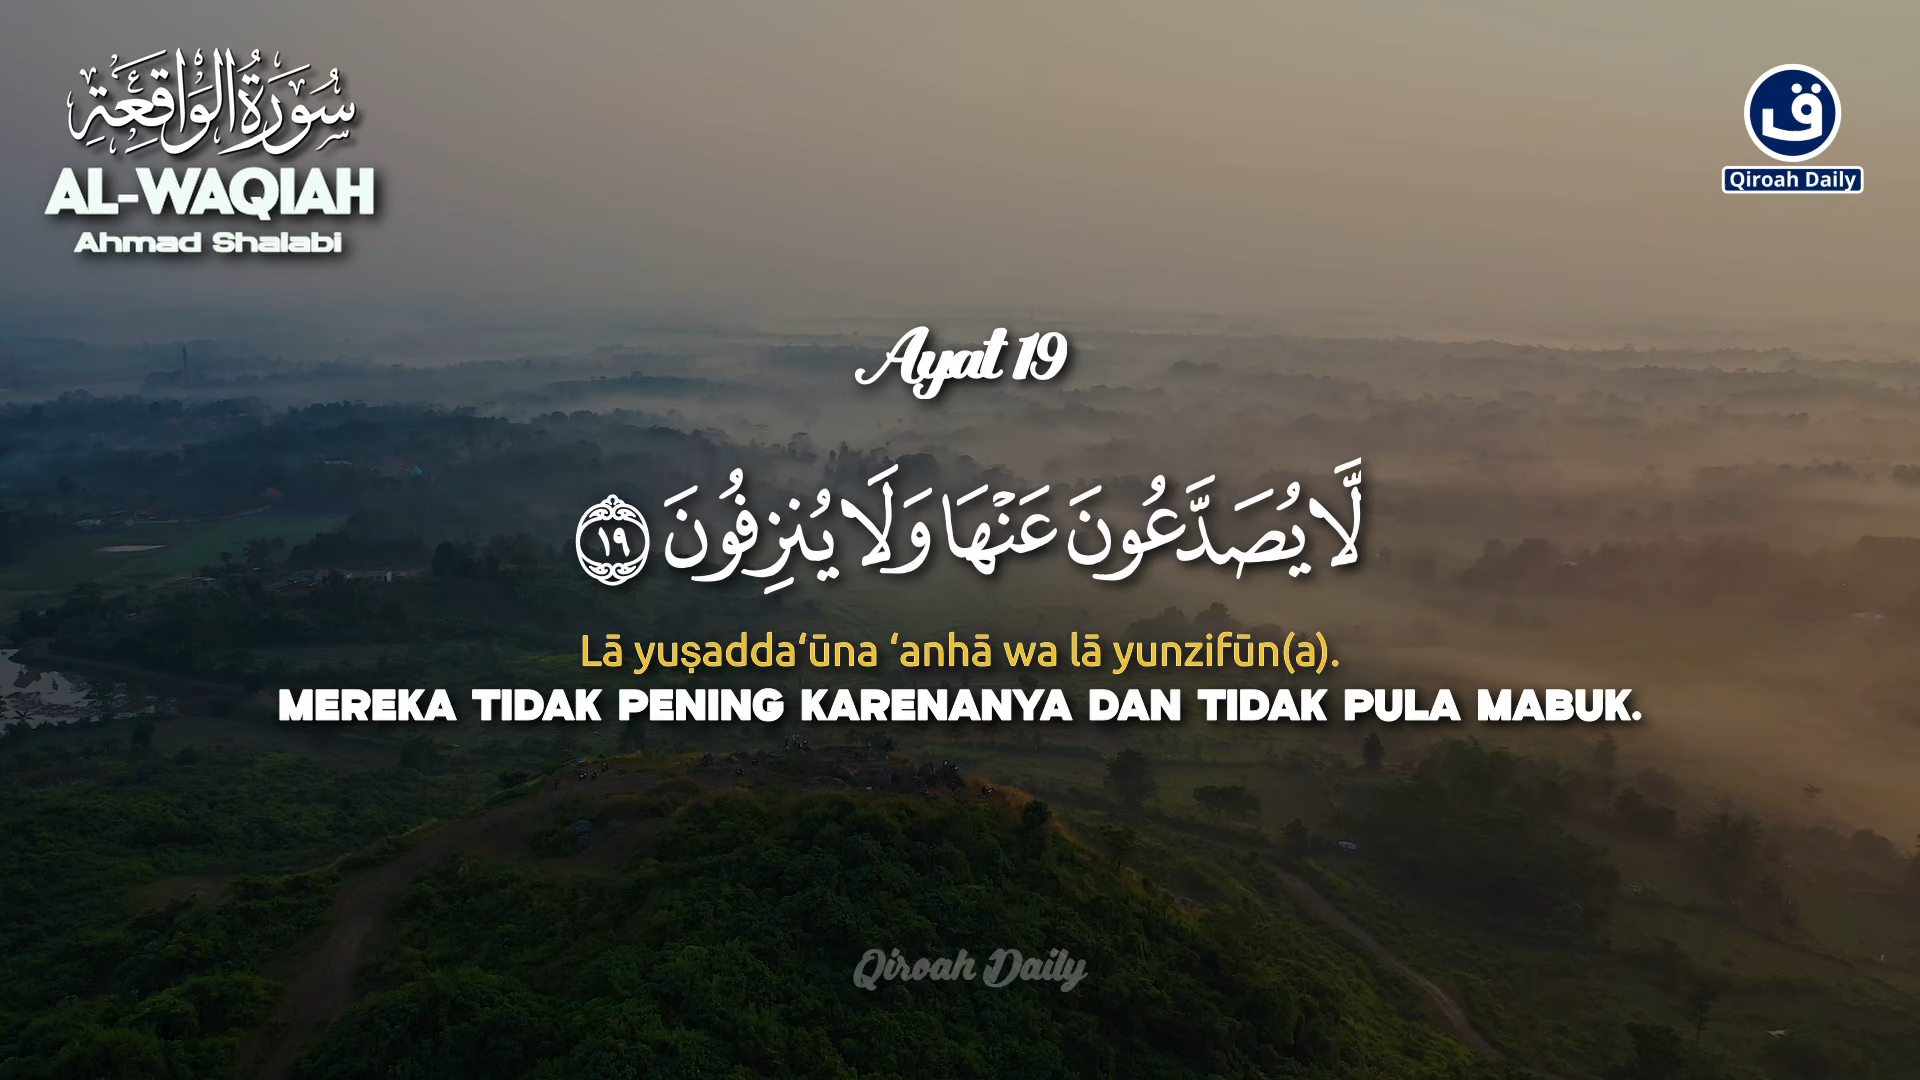 سُورَةُ الْوَاقِعَةِ
AL-WAQIAH
Ahmad Shalabi
ق
Qiroah Daily
Ayat 19
لَّا يُصَدَّعُونَ عَنْهَا وَلَا يُنزِفُونَ ١٩
Lā yuṣadda‘ūna ‘anhā wa lā yunzifūn(a).
MEREKA TIDAK PENING KARENANYA DAN TIDAK PULA MABUK.
Qiroah Daily